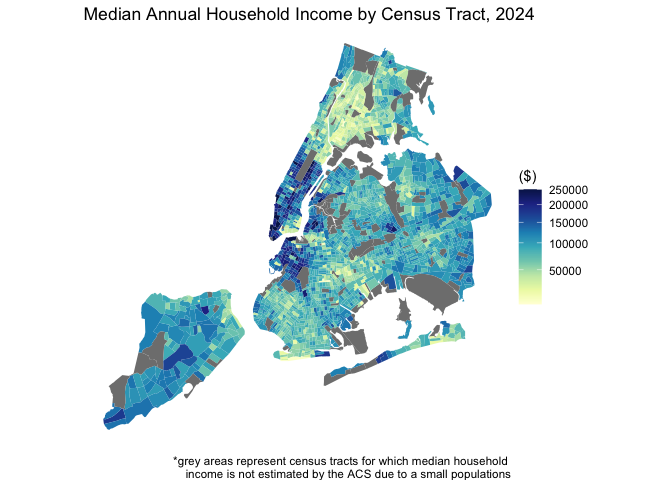 Median Annual Household Income by Census Tract, 2024
($)
250000
200000
150000
100000
50000
*grey areas represent census tracts for which median household
income is not estimated by the ACS due to a small populations